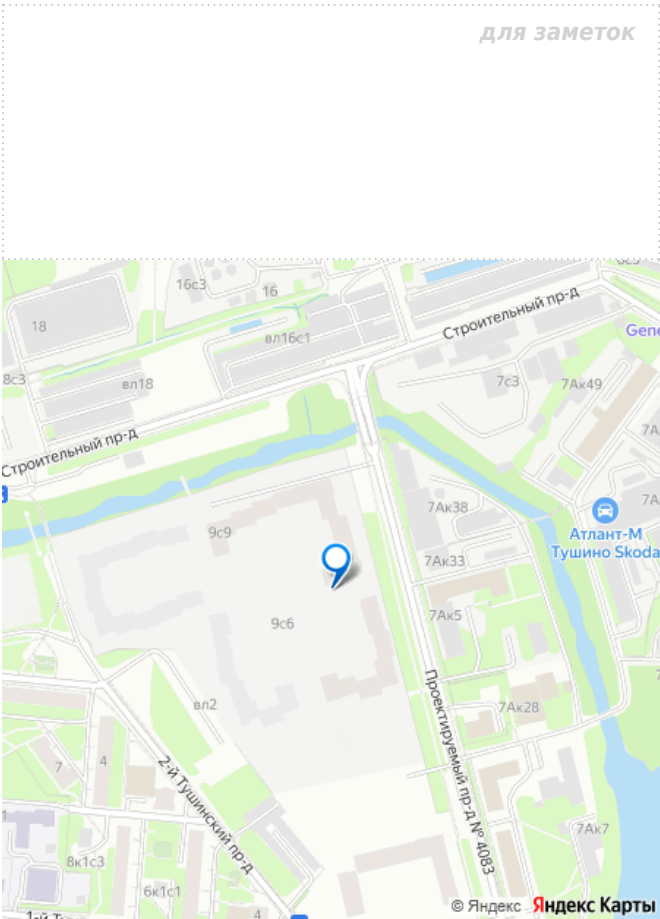 для заметок
16с3
16
18
Строительный пр-д
вл16с1
8с3
вл18
7с3
7Ак49
Строительный пр-д
7Ак38
9с9
Атлант-М
Тушино Skoda
7Ак33
9с6
7Ак5
вл2
7Ак28
Проектируемый пр-д № 4083
7
4
2-й Тушинский пр-д
8к1с3
7Ак7
6к1с1
4
© Яндекс Яндекс Карты